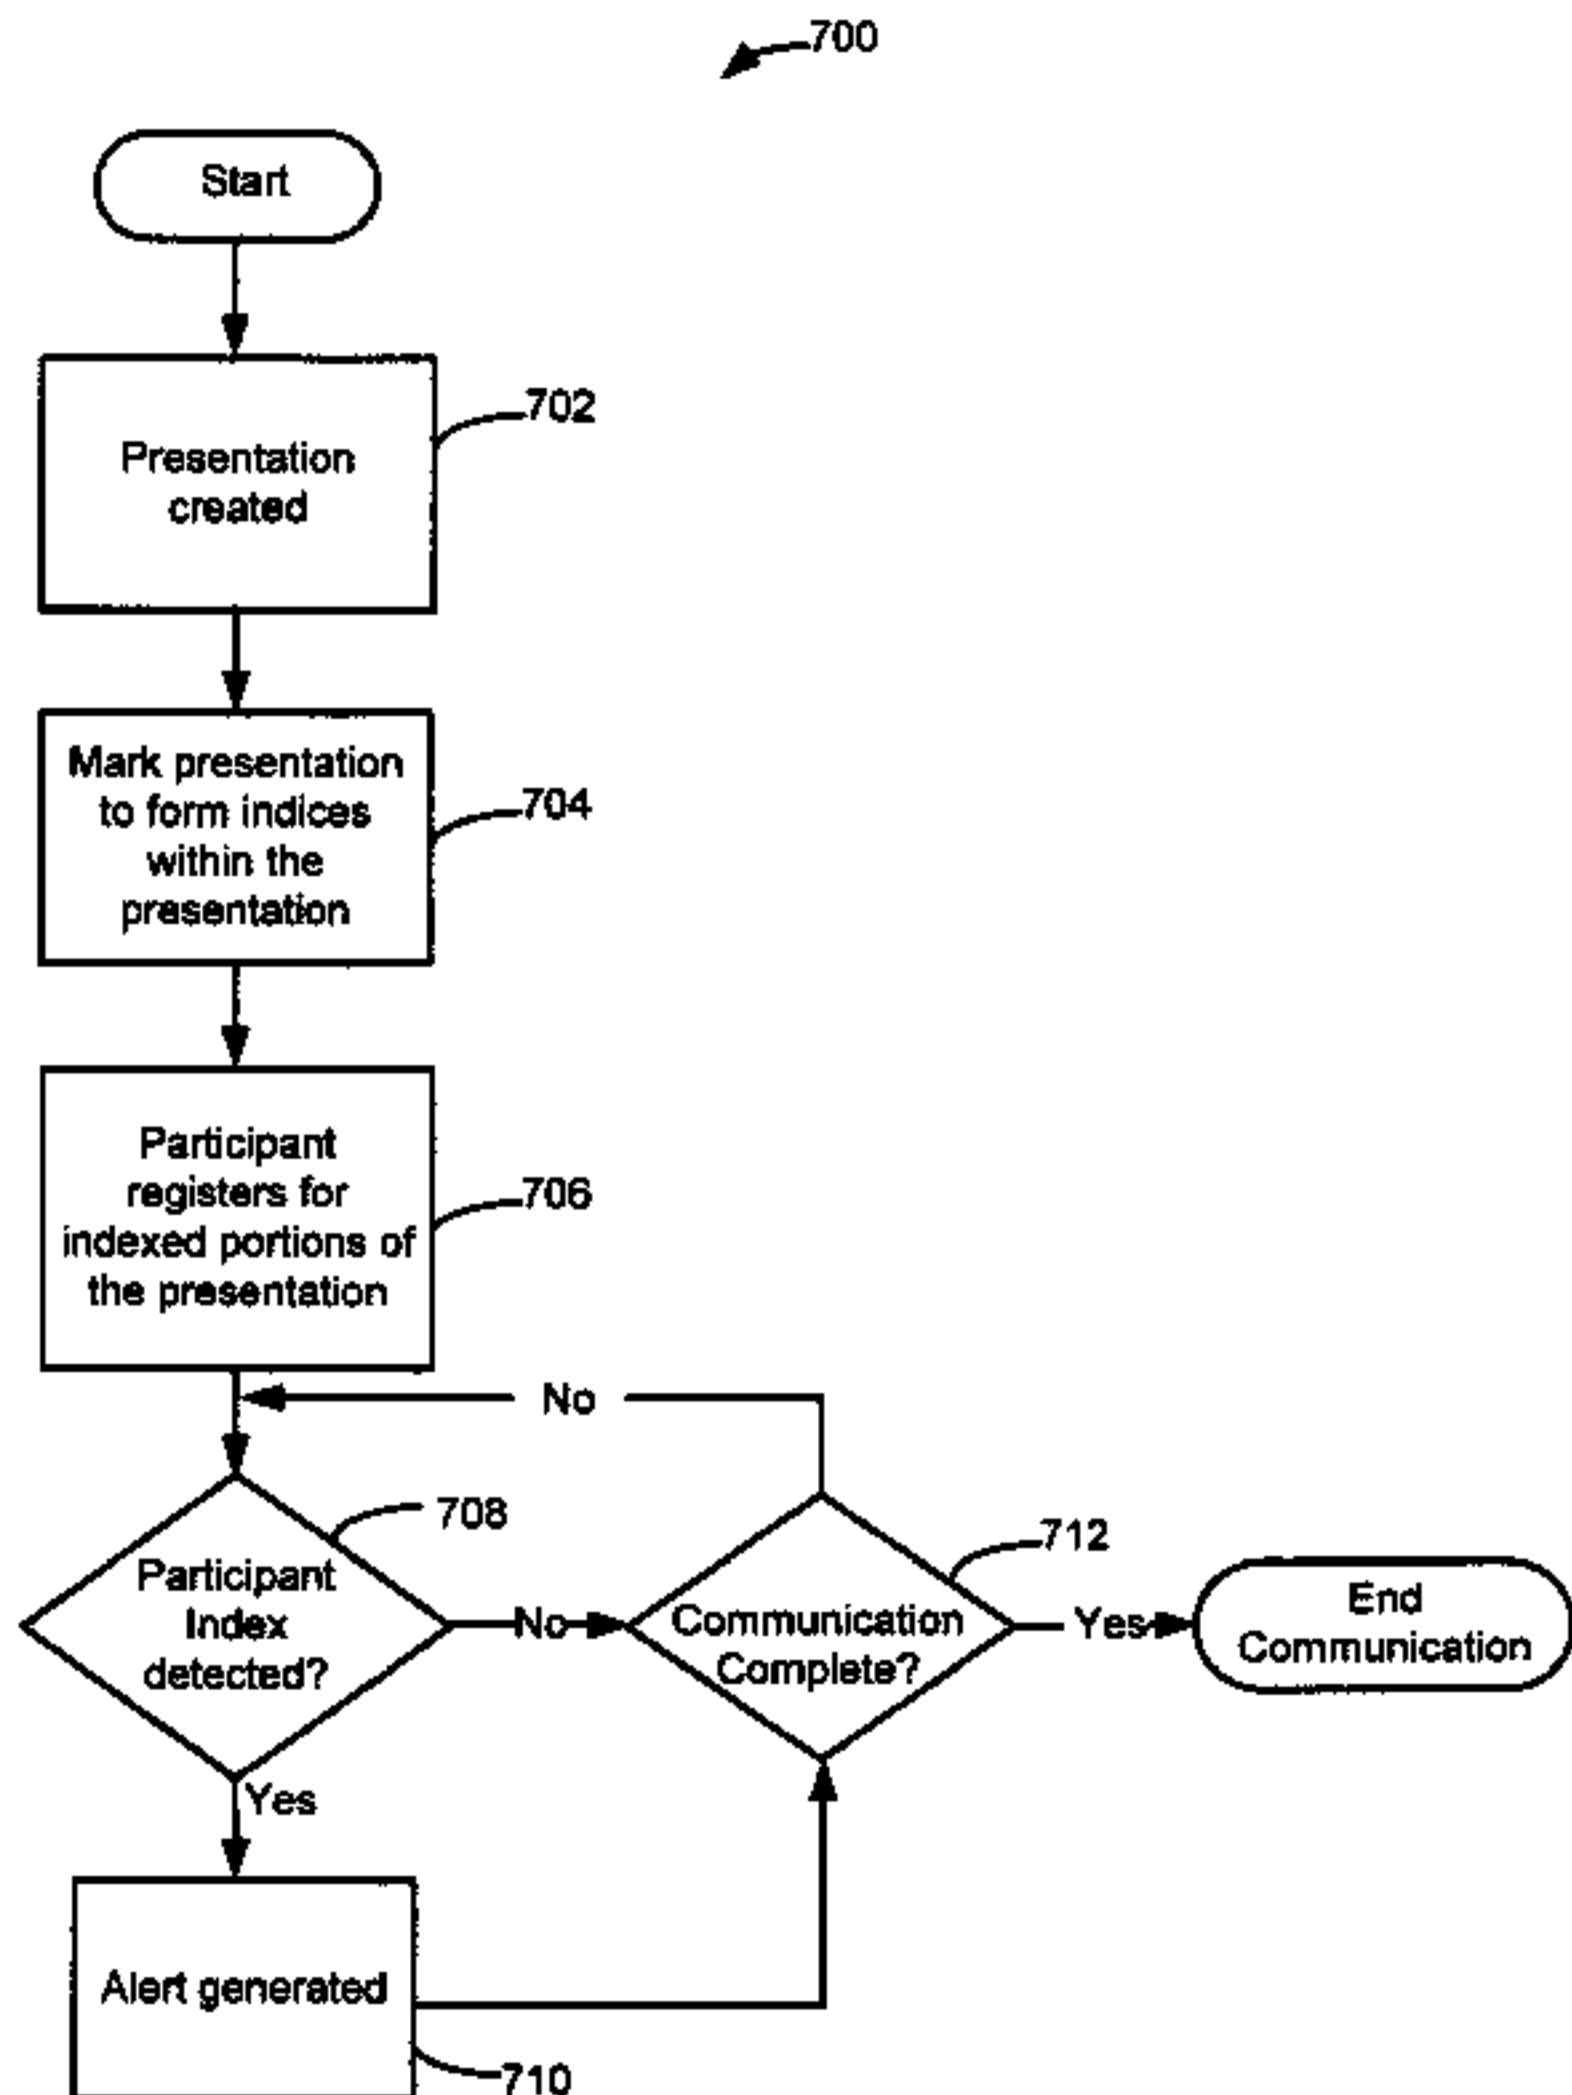 700
Start
702
Presentation
created
Mark presentation
to form indices
within the
presentation
704
Participant
registers for
indexed portions of
the presentation
706
No
708
Participant
Index
detected?
No
712
Communication
Complete?
Yes
End
Communication
Yes
Alert generated
710